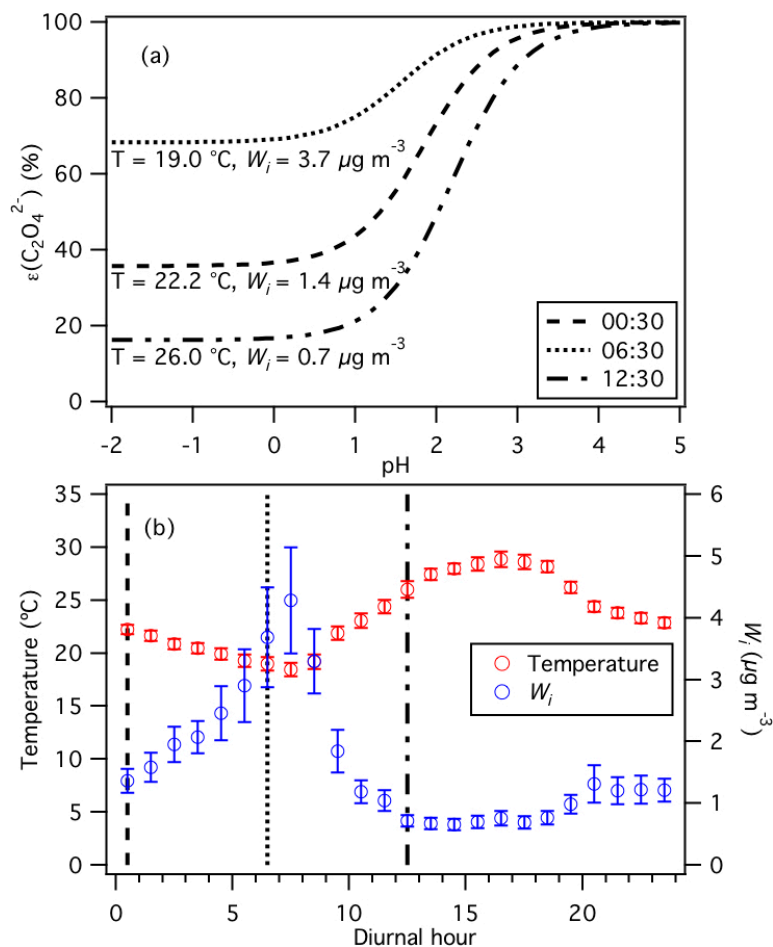 (a)
ε(C₂O₄²⁻) (%)
100
80
60
40
20
0
T = 19.0 °C, Wᵢ = 3.7 µg m⁻³
T = 22.2 °C, Wᵢ = 1.4 µg m⁻³
T = 26.0 °C, Wᵢ = 0.7 µg m⁻³
00:30
06:30
12:30
-2 -1 0 1 2 3 4 5
pH
(b)
Temperature (ºC)
35
30
25
20
15
10
5
0
Temperature
Wᵢ
6
5
4
3
2
1
0
Wᵢ (µg m⁻³)
0 5 10 15 20
Diurnal hour